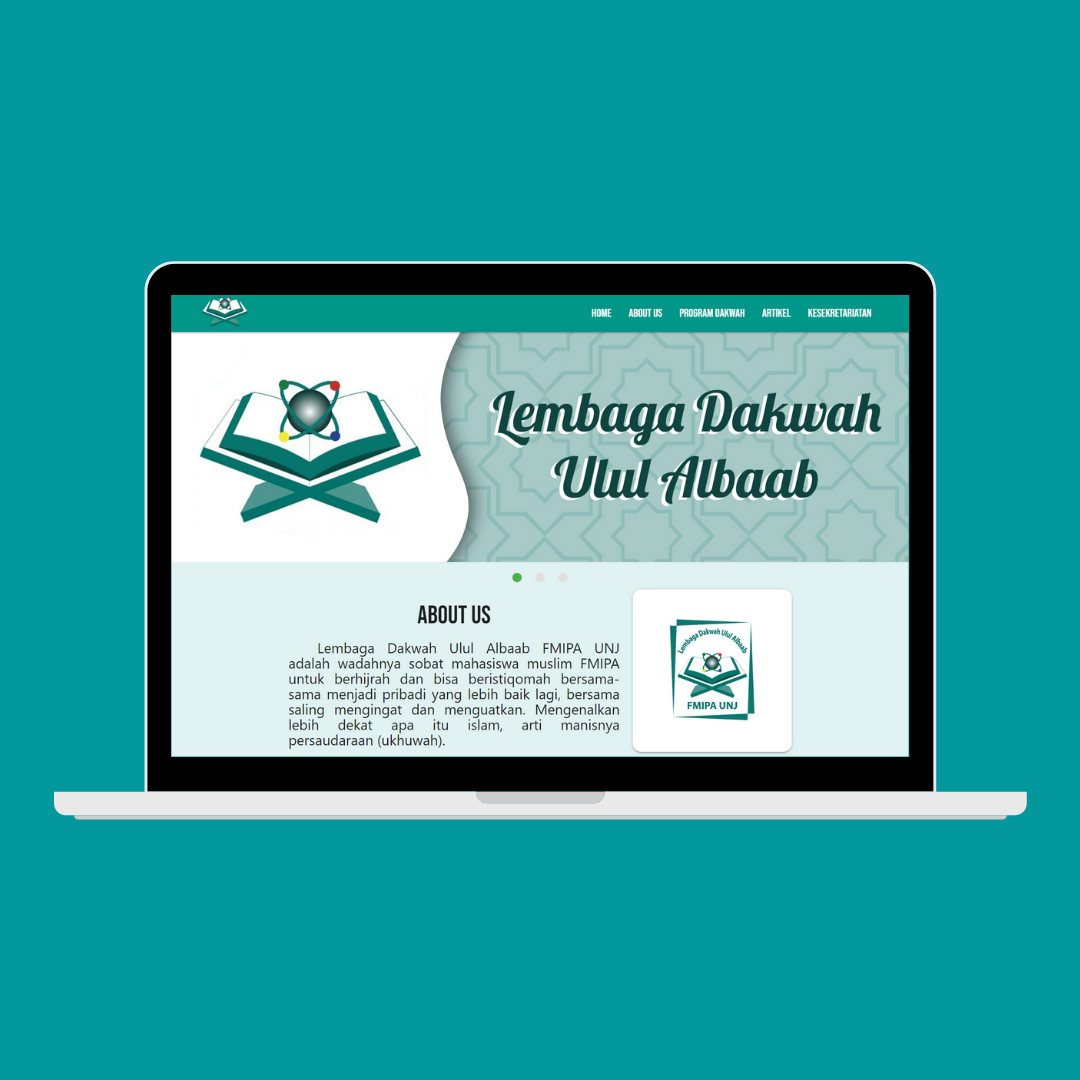 HOME ABOUT US PROGRAM DAKWAH ARTIKEL KESEKRETARIATAN
Lembaga Dakwah
Ulul Albaab
ABOUT US
Lembaga Dakwah Ulul Albaab FMIPA UNJ
adalah wadahnya sobat mahasiswa muslim FMIPA
untuk berhijrah dan bisa beristiqomah bersama-
sama menjadi pribadi yang lebih baik lagi, bersama
saling mengingat dan menguatkan. Mengenalkan
lebih dekat apa itu islam, arti manisnya
persaudaraan (ukhuwah).
Lembaga Dakwah Ulul Albaab
FMIPA UNJ